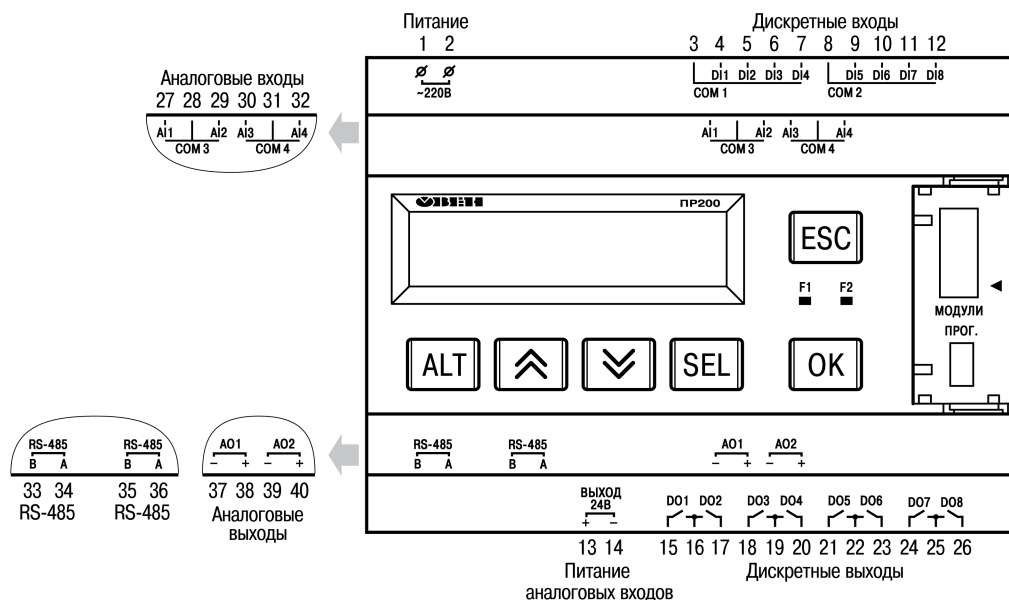 Питание
1 2
Дискретные входы
3 4 5 6 7 8 9 10 11 12
~220В
DI1 DI2 DI3 DI4 DI5 DI6 DI7 DI8
COM 1 COM 2
Аналоговые входы
27 28 29 30 31 32
AI1 AI2 AI3 AI4
COM 3 COM 4
AI1 AI2 AI3 AI4
COM 3 COM 4
ОВЕН ПР200
ESC
F1 F2
МОДУЛИ
ПРОГ.
ALT SEL OK
RS-485 RS-485
B A B A
33 34 35 36
RS-485 RS-485
AO1 AO2
– + – +
37 38 39 40
Аналоговые
выходы
RS-485 RS-485
B A B A
AO1 AO2
– + – +
ВЫХОД
24В
+ –
13 14
Питание
аналоговых входов
DO1 DO2 DO3 DO4 DO5 DO6 DO7 DO8
15 16 17 18 19 20 21 22 23 24 25 26
Дискретные выходы